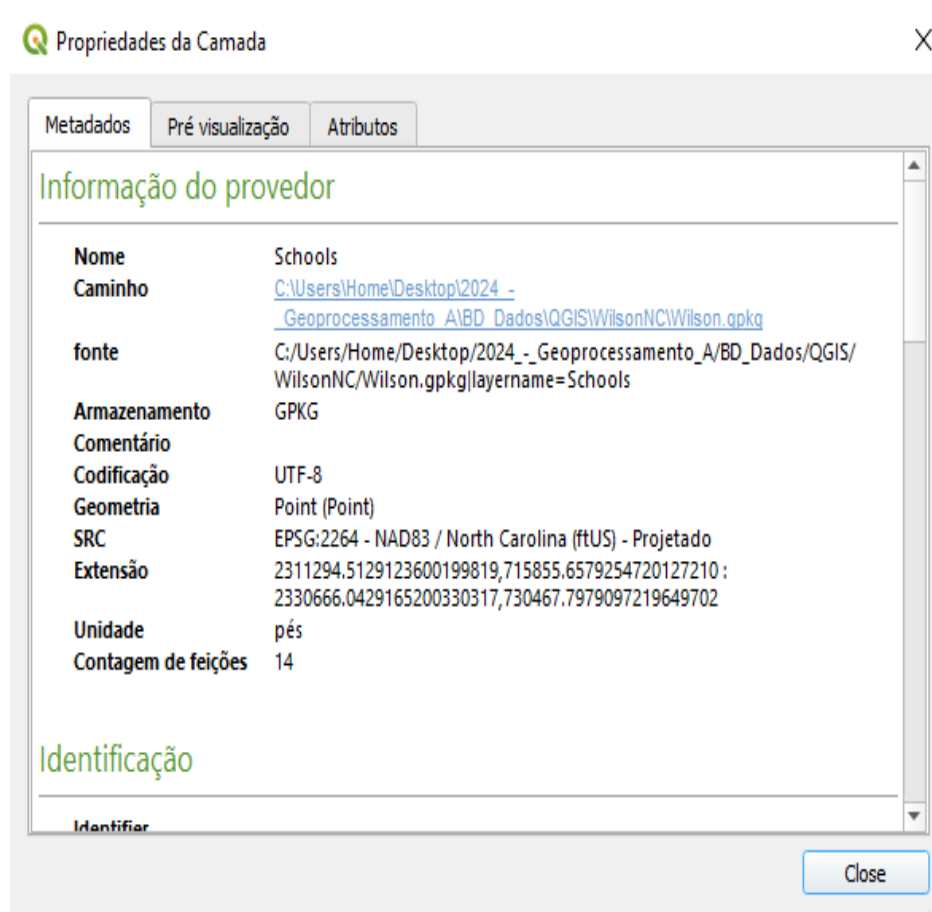 Propriedades da Camada
Metadados Pré visualização Atributos
Informação do provedor
Nome Schools
Caminho C:\Users\Home\Desktop\2024_-
_Geoprocessamento_A\BD_Dados\QGIS\WilsonNC\Wilson.gpkg
fonte C:/Users/Home/Desktop/2024_-_Geoprocessamento_A/BD_Dados/QGIS/
WilsonNC/Wilson.gpkg|layername=Schools
Armazenamento GPKG
Comentário
Codificação UTF-8
Geometria Point (Point)
SRC EPSG:2264 - NAD83 / North Carolina (ftUS) - Projetado
Extensão 2311294.5129123600199819,715855.6579254720127210 :
2330666.0429165200330317,730467.7979097219649702
Unidade pés
Contagem de feições 14
Identificação
Identifier
Close